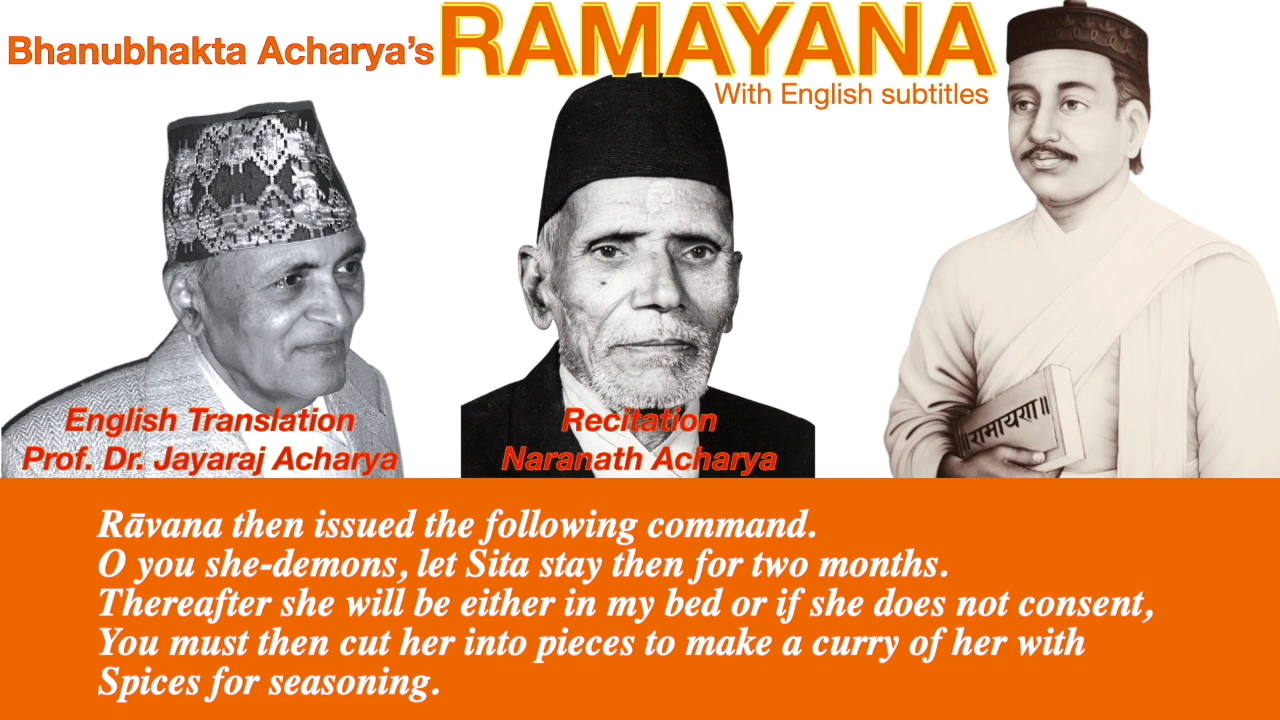 Bhanubhakta Acharya’s RAMAYANA
With English subtitles
॥रामायण॥
English Translation
Prof. Dr. Jayaraj Acharya
Recitation
Naranath Acharya
Rāvana then issued the following command.
O you she-demons, let Sita stay then for two months.
Thereafter she will be either in my bed or if she does not consent,
You must then cut her into pieces to make a curry of her with
Spices for seasoning.